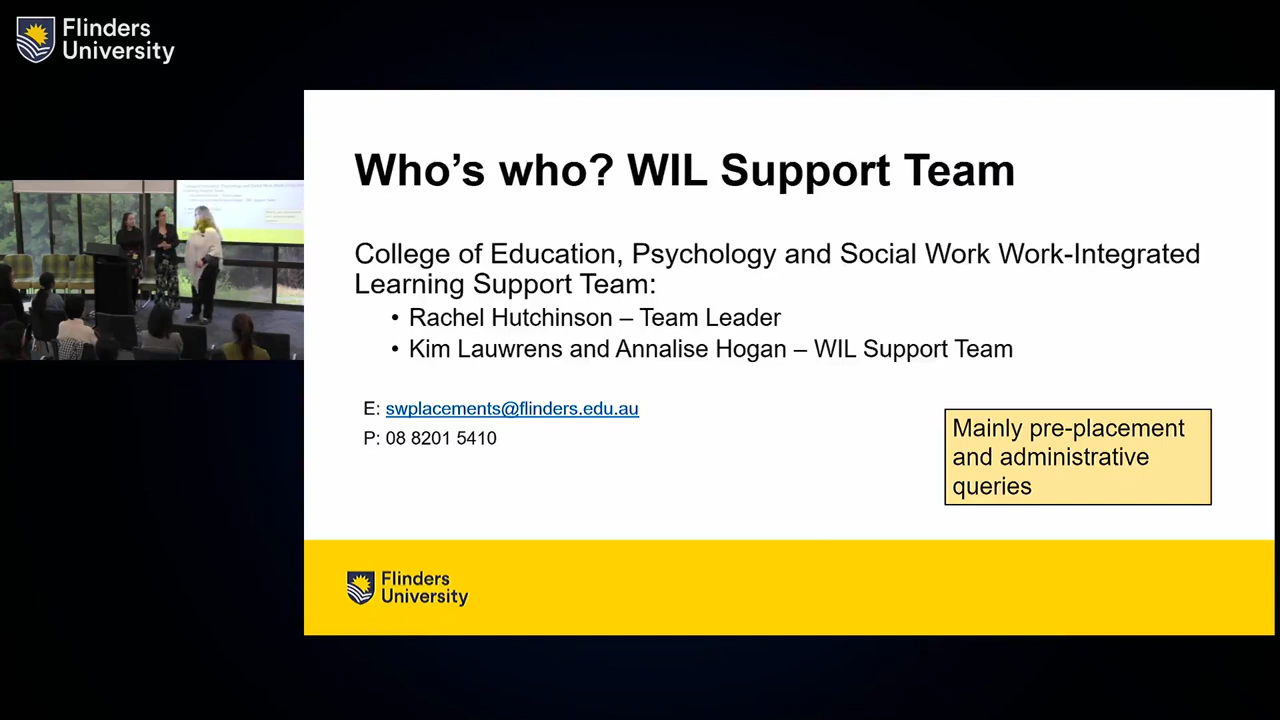 Flinders
University
Who’s who? WIL Support Team
College of Education, Psychology and Social Work Work-Integrated
Learning Support Team:
• Rachel Hutchinson – Team Leader
• Kim Lauwrens and Annalise Hogan – WIL Support Team
E: swplacements@flinders.edu.au
P: 08 8201 5410
Mainly pre-placement
and administrative
queries
Flinders
University